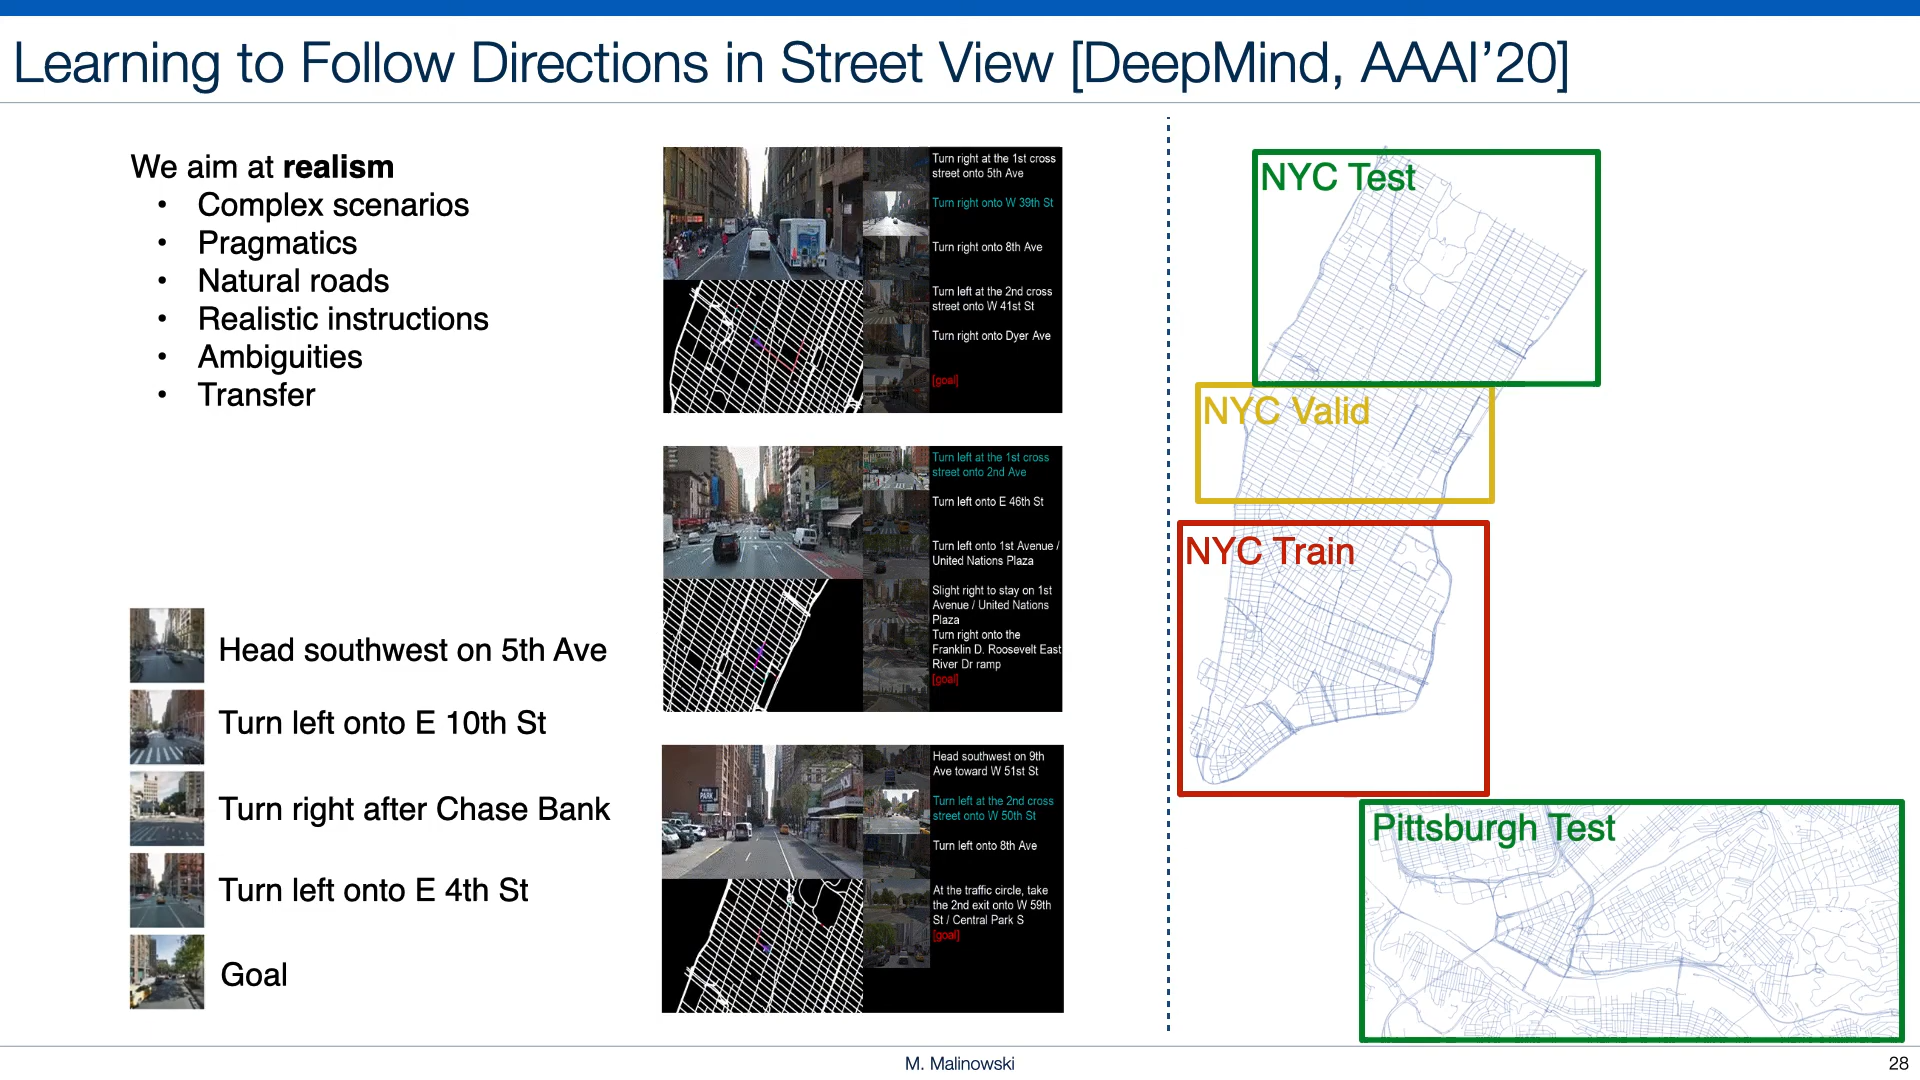 Learning to Follow Directions in Street View [DeepMind, AAAI’20]
We aim at realism
• Complex scenarios
• Pragmatics
• Natural roads
• Realistic instructions
• Ambiguities
• Transfer
Head southwest on 5th Ave
Turn left onto E 10th St
Turn right after Chase Bank
Turn left onto E 4th St
Goal
Turn right at the 1st cross
street onto 5th Ave
Turn right onto W 39th St
Turn right onto 8th Ave
Turn left at the 2nd cross
street onto W 41st St
Turn right onto Dyer Ave
[goal]
Turn left at the 1st cross
street onto 2nd Ave
Turn left onto E 46th St
Turn left onto 1st Avenue /
United Nations Plaza
Slight right to stay on 1st
Avenue / United Nations
Plaza
Turn right onto the
Franklin D. Roosevelt East
River Dr ramp
[goal]
Head southwest on 9th
Ave toward W 51st St
Turn left at the 2nd cross
street onto W 50th St
Turn left onto 8th Ave
At the traffic circle, take
the 2nd exit onto W 59th
St / Central Park S
[goal]
PARK
NYC Test
NYC Valid
NYC Train
Pittsburgh Test
M. Malinowski
28